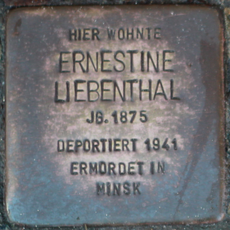 HIER WOHNTE
ERNESTINE
LIEBENTHAL
JG. 1875
DEPORTIERT 1941
ERMORDET IN
MINSK